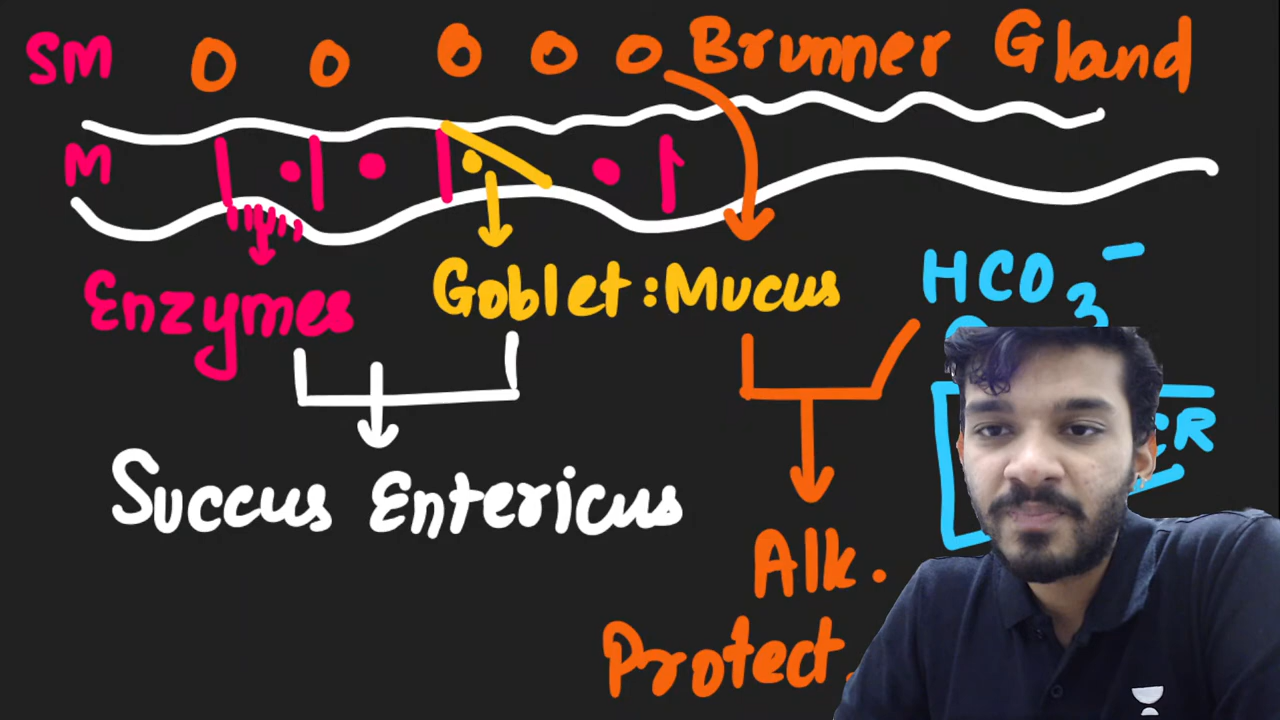 SM Brunner Gland
M
Enzymes Goblet: Mucus HCO3-
Succus Entericus
Alk.
Protect.